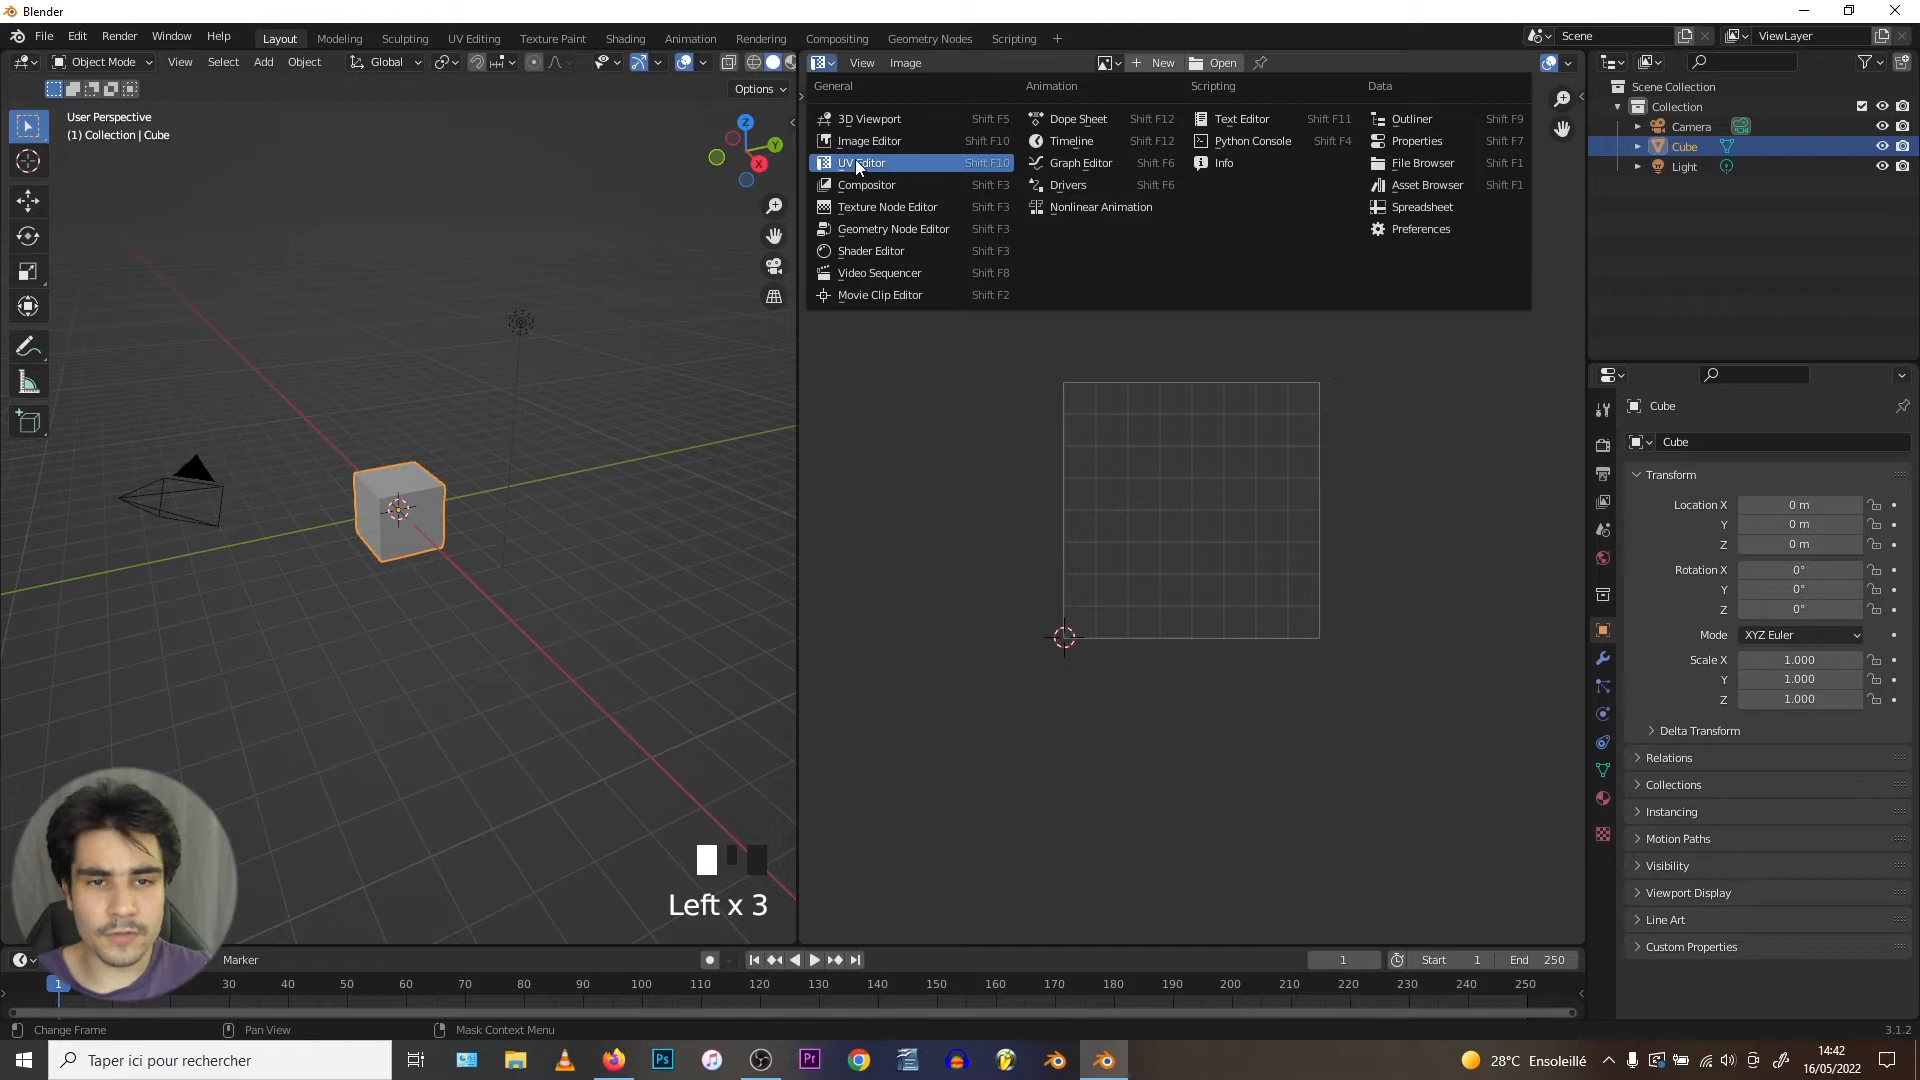 Blender
File Edit Render Window Help Layout Modeling Sculpting UV Editing Texture Paint Shading Animation Rendering Compositing Geometry Nodes Scripting Scene ViewLayer
Object Mode View Select Add Object Global View Image New Open
Options
User Perspective
(1) Collection | Cube
Z
Y
X
General Animation Scripting Data
3D Viewport Shift F5 Dope Sheet Shift F12 Text Editor Shift F11 Outliner Shift F9
Image Editor Shift F10 Timeline Shift F12 Python Console Shift F4 Properties Shift F7
UV Editor Shift F10 Graph Editor Shift F6 Info File Browser Shift F1
Compositor Shift F3 Drivers Shift F6 Asset Browser Shift F1
Texture Node Editor Shift F3 Nonlinear Animation Spreadsheet
Geometry Node Editor Shift F3 Preferences
Shader Editor Shift F3
Video Sequencer Shift F8
Movie Clip Editor Shift F2
Scene Collection
Collection
Camera
Cube
Light
Cube
Cube
Transform
Location X 0 m
Y 0 m
Z 0 m
Rotation X 0°
Y 0°
Z 0°
Mode XYZ Euler
Scale X 1.000
Y 1.000
Z 1.000
Delta Transform
Relations
Collections
Instancing
Motion Paths
Visibility
Viewport Display
Line Art
Custom Properties
Left x 3
Marker 1 Start 1 End 250
1 30 40 50 60 70 80 90 100 110 120 130 140 150 160 170 180 190 200 210 220 230 240 250
Change Frame Pan View Mask Context Menu 3.1.2
Taper ici pour rechercher Ps Pr 28°C Ensoleillé 14:42
16/05/2022